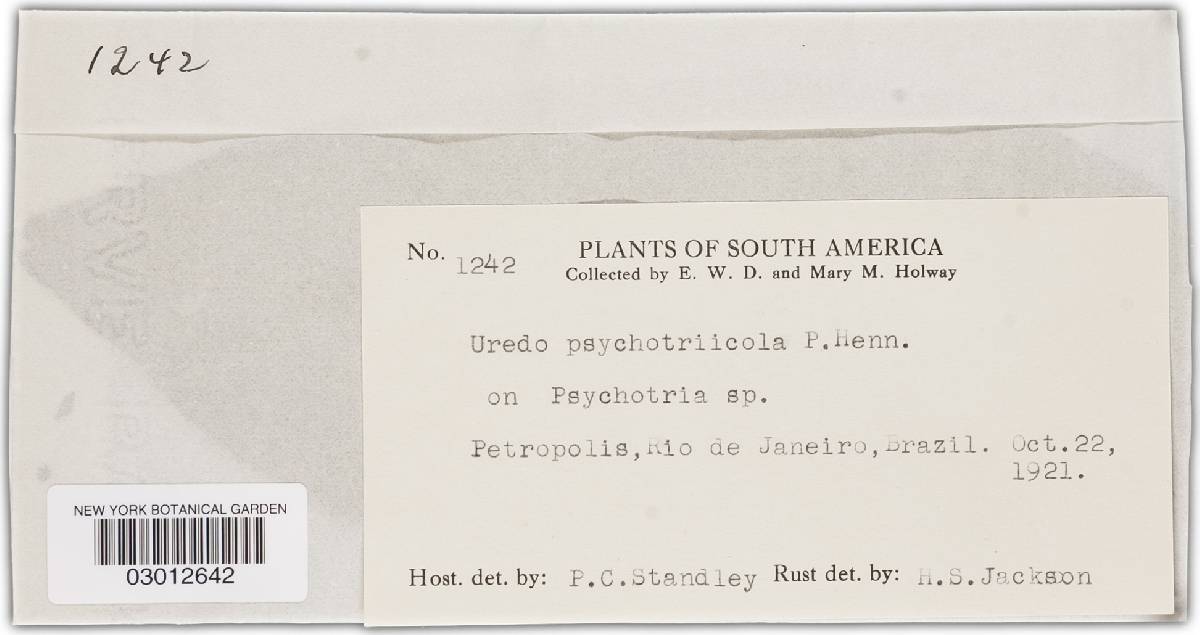 1242
No. 1242
PLANTS OF SOUTH AMERICA
Collected by E. W. D. and Mary M. Holway
Uredo psychotriicola P.Henn.
on Psychotria sp.
Petropolis,Rio de Janeiro,Brazil. Oct.22,
1921.
Host. det. by: P.C.Standley Rust det. by: H.S.Jackson
NEW YORK BOTANICAL GARDEN
03012642